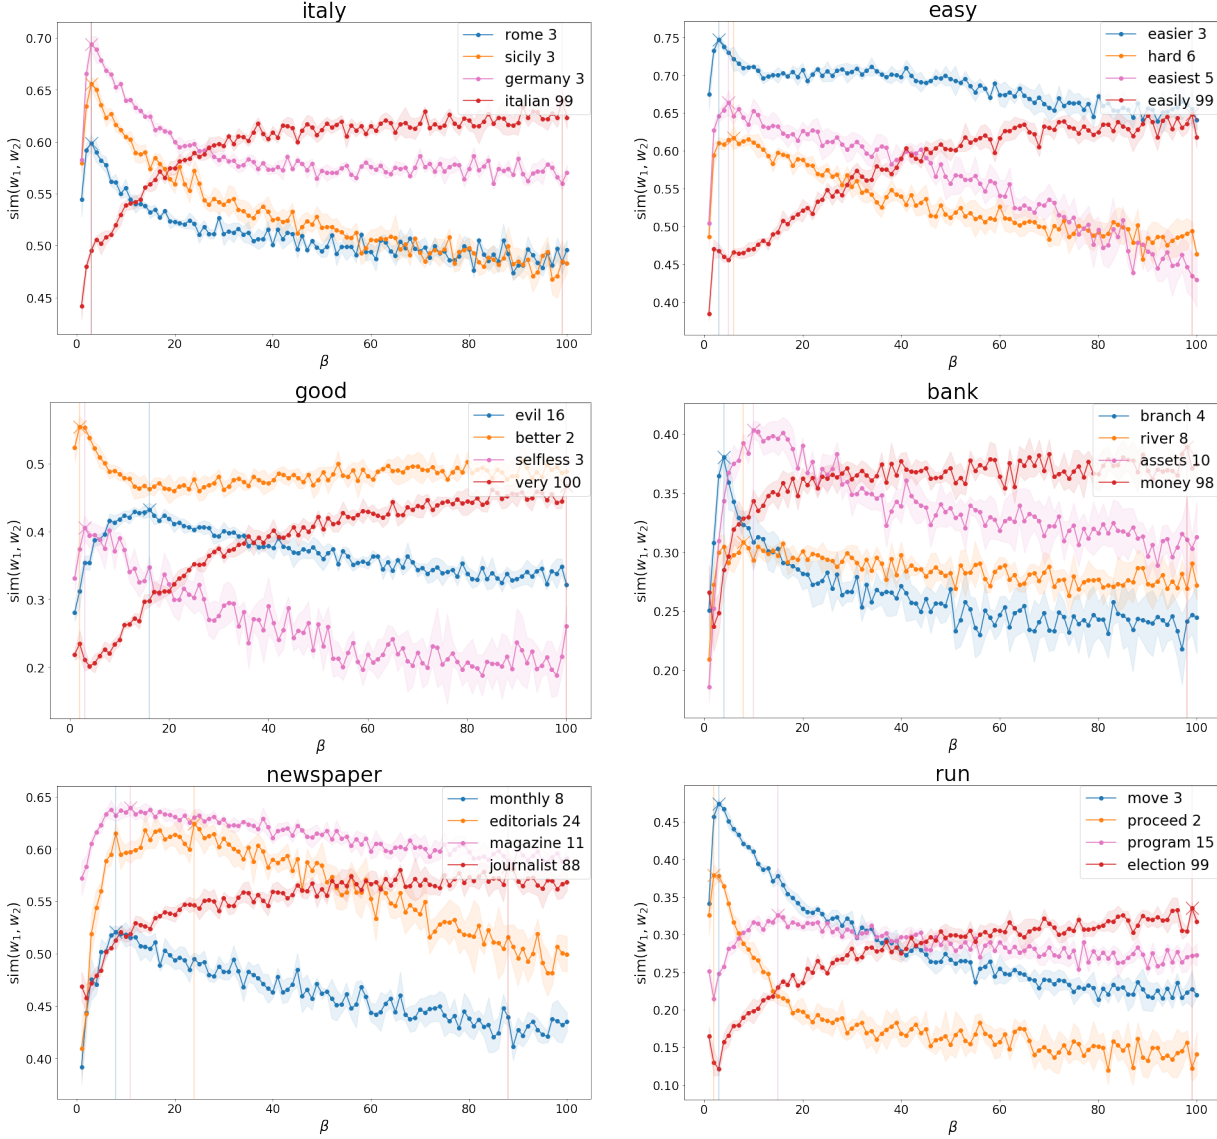 italy
sim(w1, w2)
0.70
0.65
0.60
0.55
0.50
0.45
rome 3
sicily 3
germany 3
italian 99
0 20 40 60 80 100
β
easy
sim(w1, w2)
0.75
0.70
0.65
0.60
0.55
0.50
0.45
0.40
easier 3
hard 6
easiest 5
easily 99
0 20 40 60 80 100
β
good
sim(w1, w2)
0.5
0.4
0.3
0.2
evil 16
better 2
selfless 3
very 100
0 20 40 60 80 100
β
bank
sim(w1, w2)
0.40
0.35
0.30
0.25
0.20
branch 4
river 8
assets 10
money 98
0 20 40 60 80 100
β
newspaper
sim(w1, w2)
0.65
0.60
0.55
0.50
0.45
0.40
monthly 8
editorials 24
magazine 11
journalist 88
0 20 40 60 80 100
β
run
sim(w1, w2)
0.45
0.40
0.35
0.30
0.25
0.20
0.15
0.10
move 3
proceed 2
program 15
election 99
0 20 40 60 80 100
β